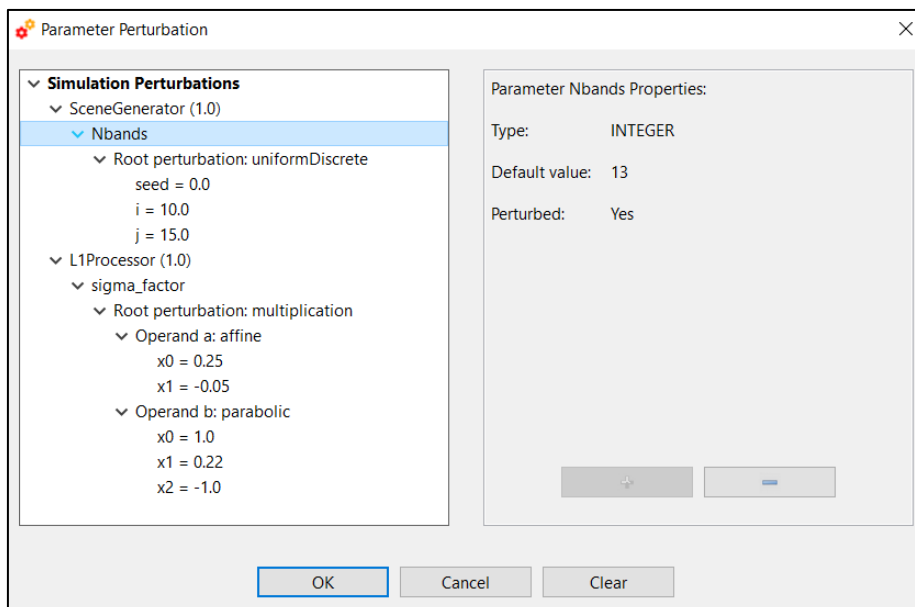 Parameter Perturbation
Simulation Perturbations
SceneGenerator (1.0)
Nbands
Root perturbation: uniformDiscrete
seed = 0.0
i = 10.0
j = 15.0
L1Processor (1.0)
sigma_factor
Root perturbation: multiplication
Operand a: affine
x0 = 0.25
x1 = -0.05
Operand b: parabolic
x0 = 1.0
x1 = 0.22
x2 = -1.0
Parameter Nbands Properties:
Type: INTEGER
Default value: 13
Perturbed: Yes
OK Cancel Clear